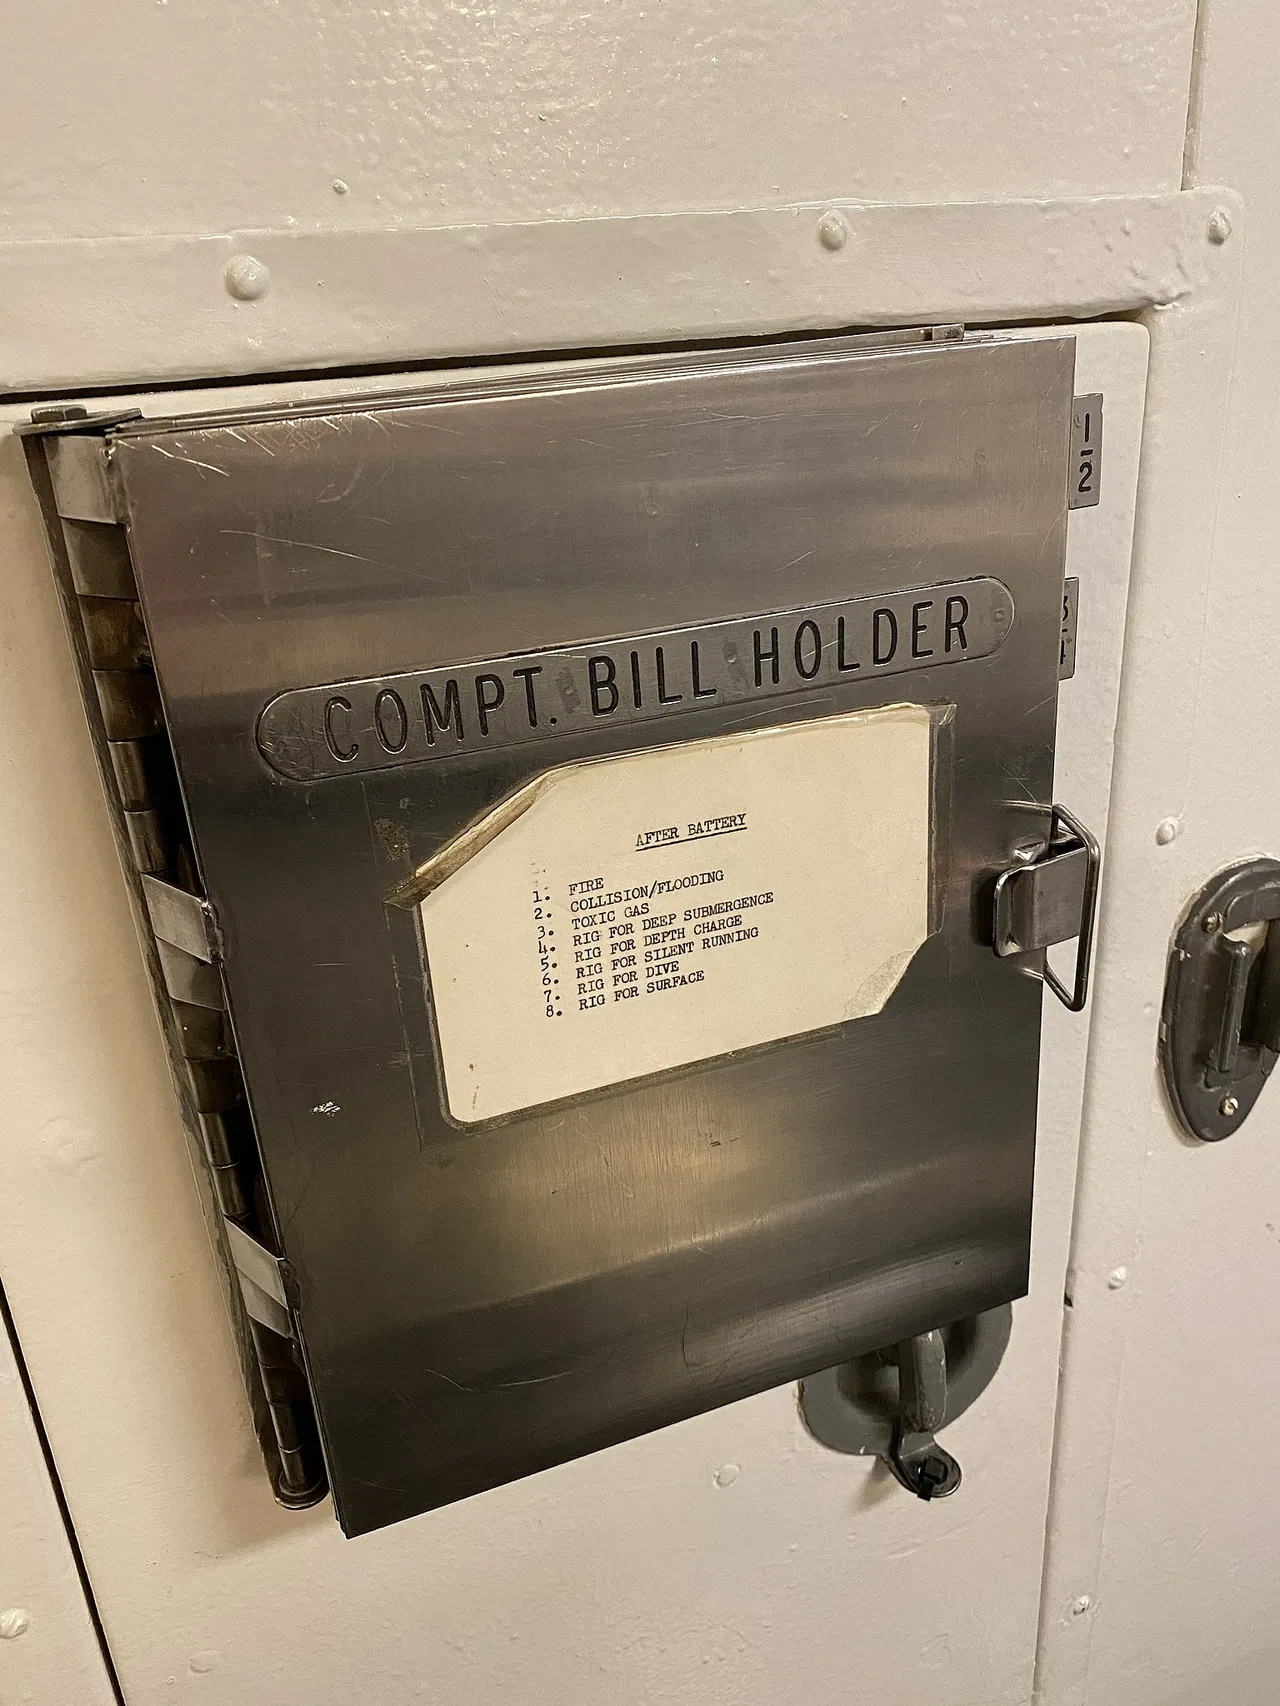 COMPT. BILL HOLDER
1-2
3-4
AFTER BATTERY
1. FIRE
2. COLLISION/FLOODING
3. TOXIC GAS
4. RIG FOR DEEP SUBMERGENCE
5. RIG FOR DEPTH CHARGE
6. RIG FOR SILENT RUNNING
7. RIG FOR DIVE
8. RIG FOR SURFACE